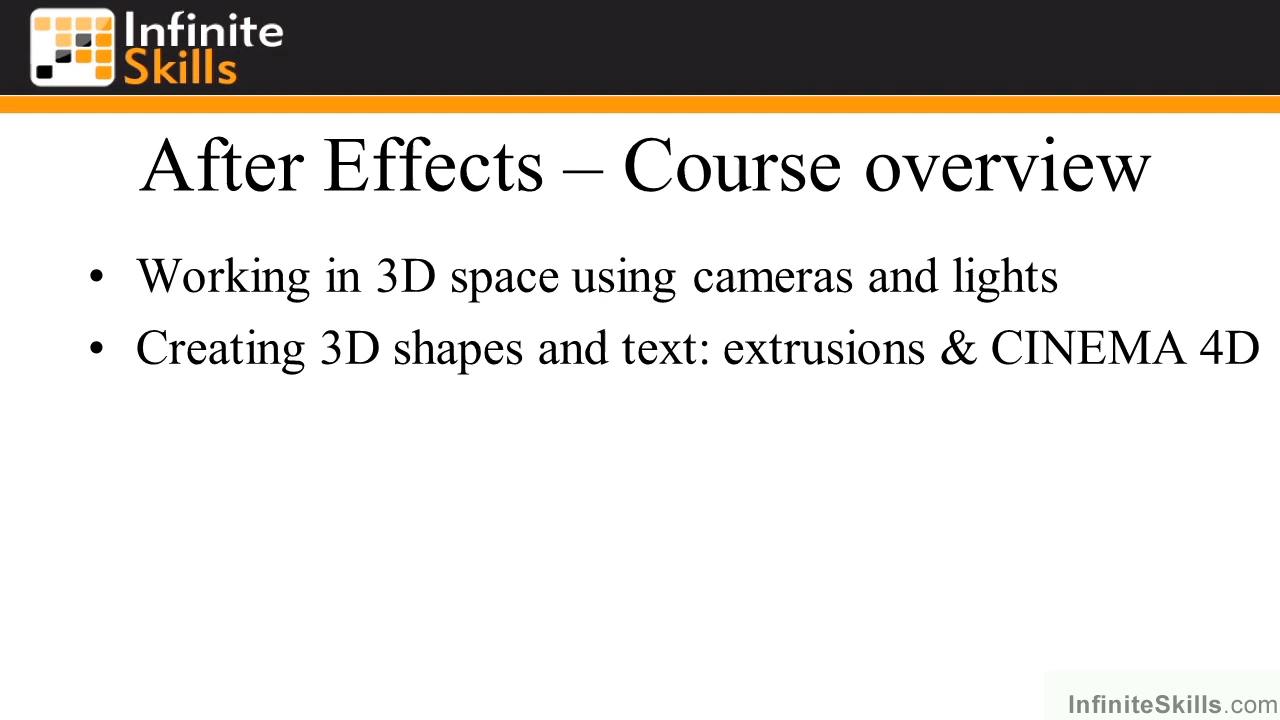 Infinite
Skills
After Effects – Course overview
• Working in 3D space using cameras and lights
• Creating 3D shapes and text: extrusions & CINEMA 4D
InfiniteSkills.com